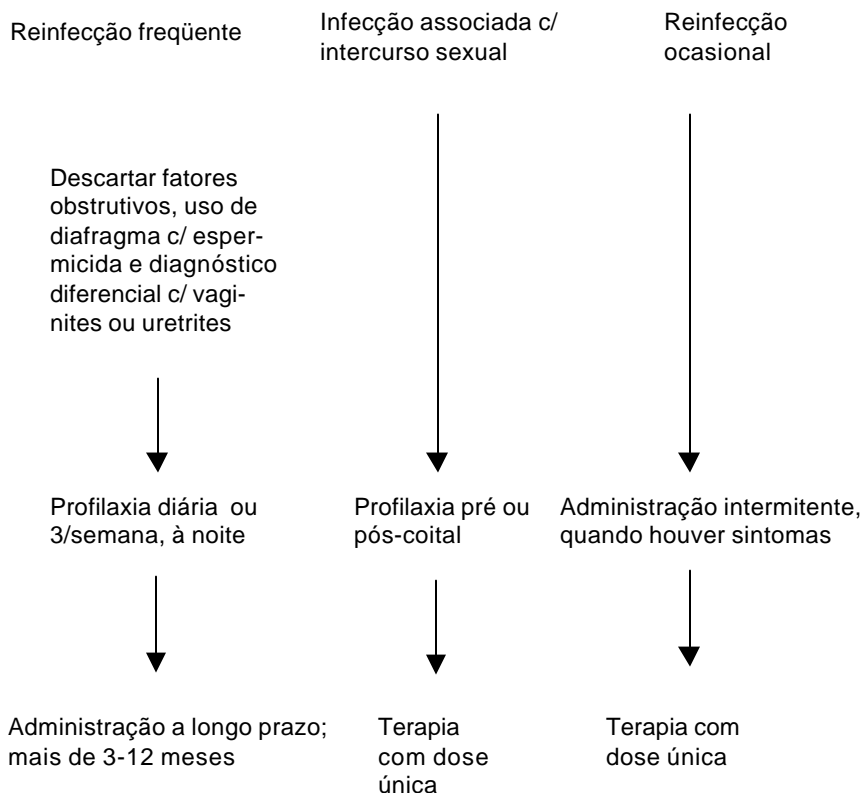 Reinfecção freqüente
Infecção associada c/
intercurso sexual
Reinfecção
ocasional
Descartar fatores
obstrutivos, uso de
diafragma c/ esper-
micida e diagnóstico
diferencial c/ vagi-
nites ou uretrites
Profilaxia diária ou
3/semana, à noite
Profilaxia pré ou
pós-coital
Administração intermitente,
quando houver sintomas
Administração a longo prazo;
mais de 3-12 meses
Terapia
com dose
única
Terapia com
dose única